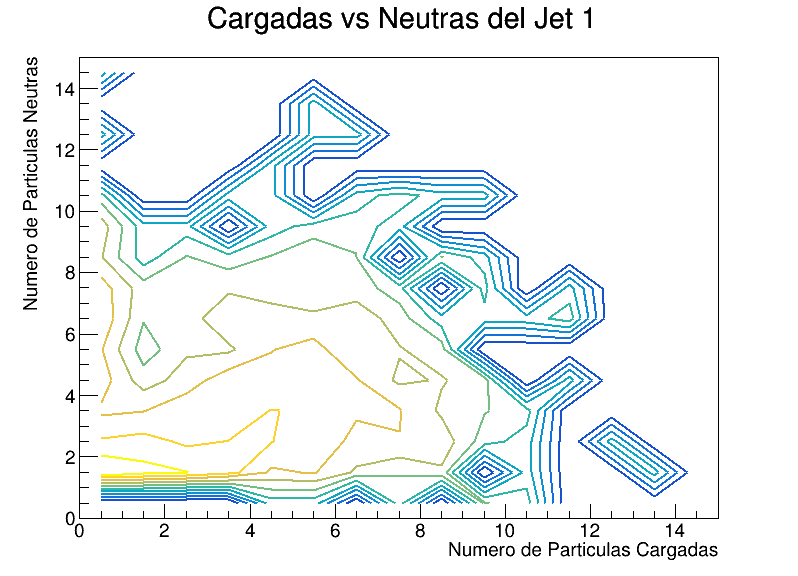 Cargadas vs Neutras del Jet 1
Numero de Particulas Neutras
14
12
10
8
6
4
2
0
0 2 4 6 8 10 12 14
Numero de Particulas Cargadas